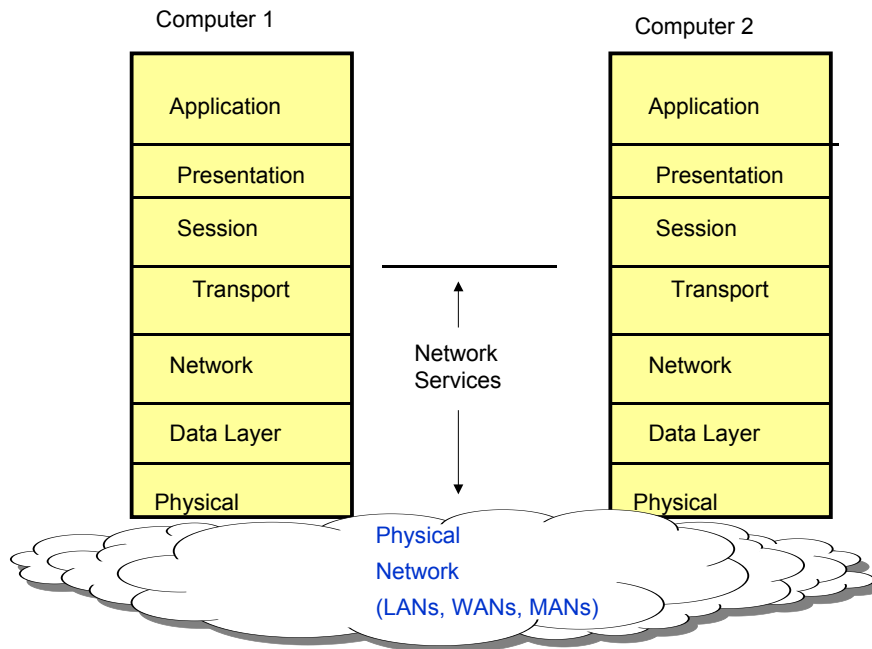 Computer 1
Application
Presentation
Session
Transport
Network
Data Layer
Physical
Network
Services
Computer 2
Application
Presentation
Session
Transport
Network
Data Layer
Physical
Physical
Network
(LANs, WANs, MANs)